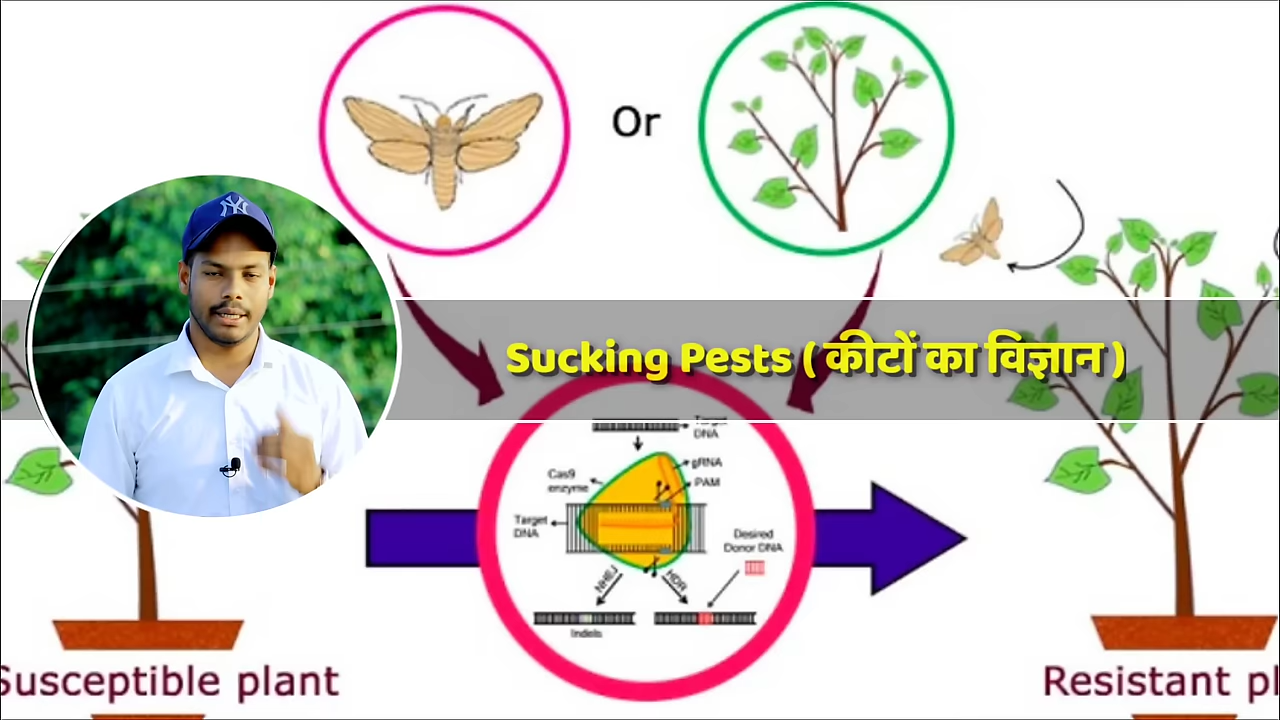 Or
NY
Sucking Pests ( कीटों का विज्ञान )
Target
DNA
gRNA
Cas9
enzyme
PAM
Target
DNA
Desired
Donor DNA
NHEJ
HDR
Indels
Susceptible plant
Resistant pl